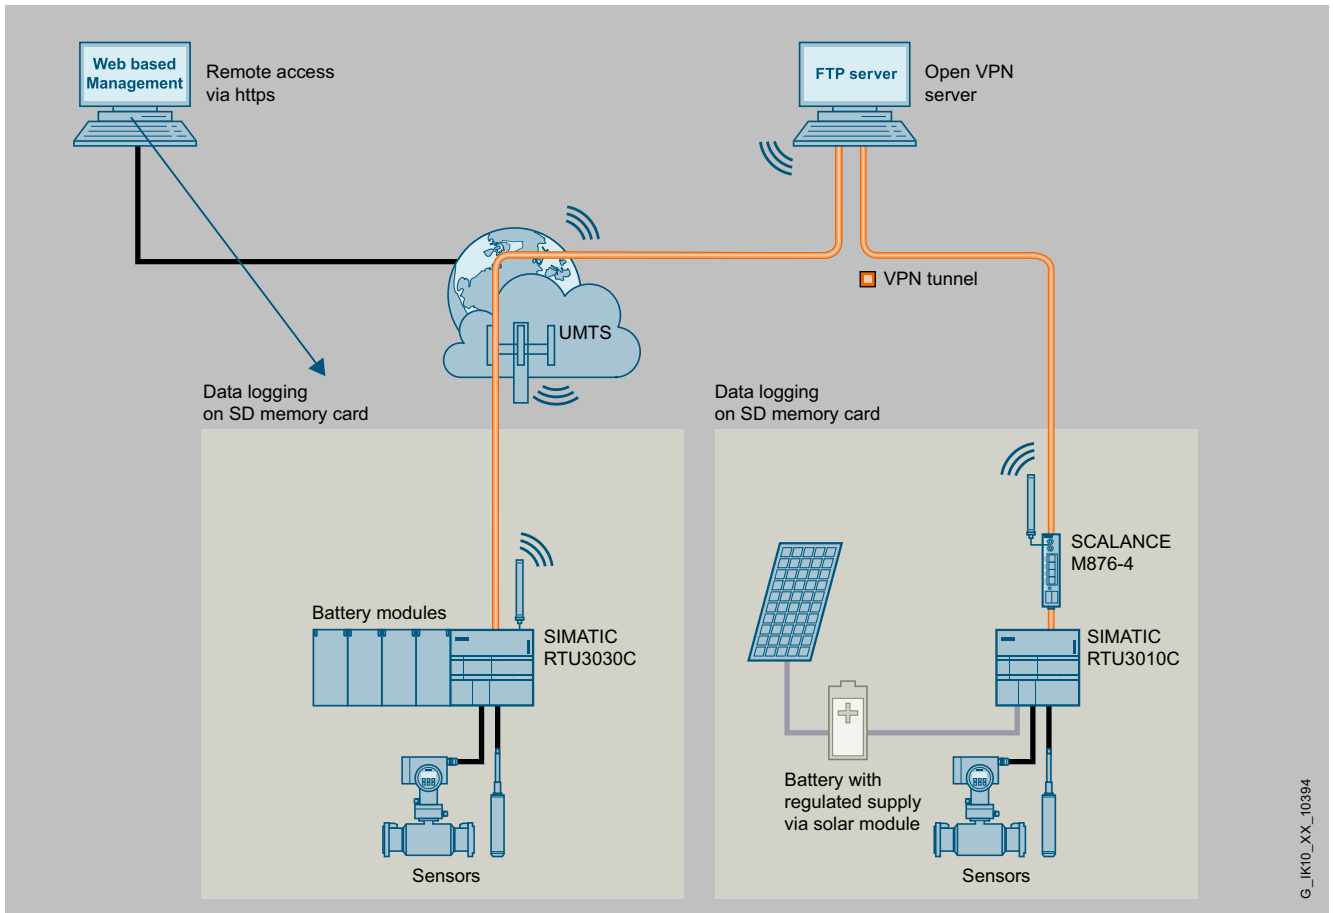 Web based
Management
Remote access
via https
FTP server
Open VPN
server
VPN tunnel
UMTS
Data logging
on SD memory card
Data logging
on SD memory card
SCALANCE
M876-4
Battery modules
SIMATIC
RTU3030C
SIMATIC
RTU3010C
Battery with
regulated supply
via solar module
Sensors
Sensors
G_IK10_XX_10394